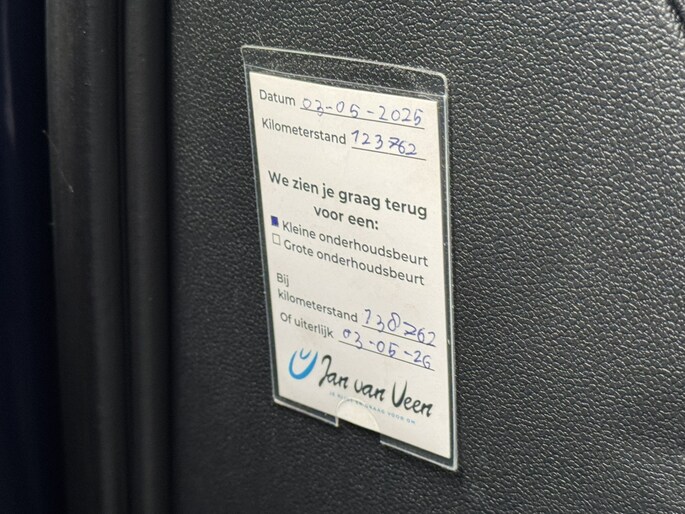 Datum 03-05-2025
Kilometerstand 123762
We zien je graag terug
voor een:
Kleine onderhoudsbeurt
Grote onderhoudsbeurt
Bij
kilometerstand 138762
Of uiterlijk 03-05-26
Jan van Veen